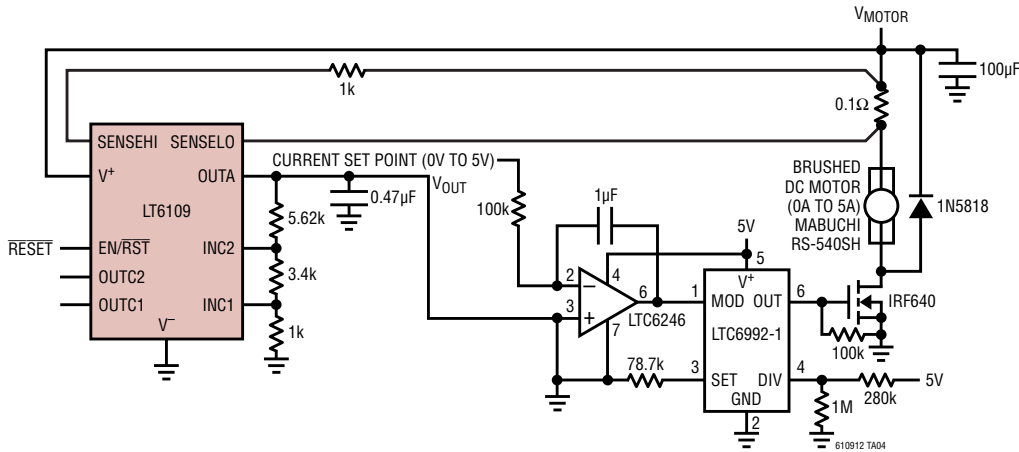 V_MOTOR
100µF
1k
0.1Ω
SENSEHI SENSELO
V+ OUTA
LT6109
RESET
EN/RST INC2
OUTC2
OUTC1 INC1
V−
5.62k
3.4k
1k
CURRENT SET POINT (0V TO 5V)
V_OUT
0.47µF
100k
1µF
2
3
4
6
7
−
+
LTC6246
5V
5
1
V+
MOD OUT
LTC6992-1
6
78.7k
3
SET DIV
4
GND
2
BRUSHED
DC MOTOR
(0A TO 5A)
MABUCHI
RS-540SH
1N5818
IRF640
100k
280k
5V
1M
610912 TA04